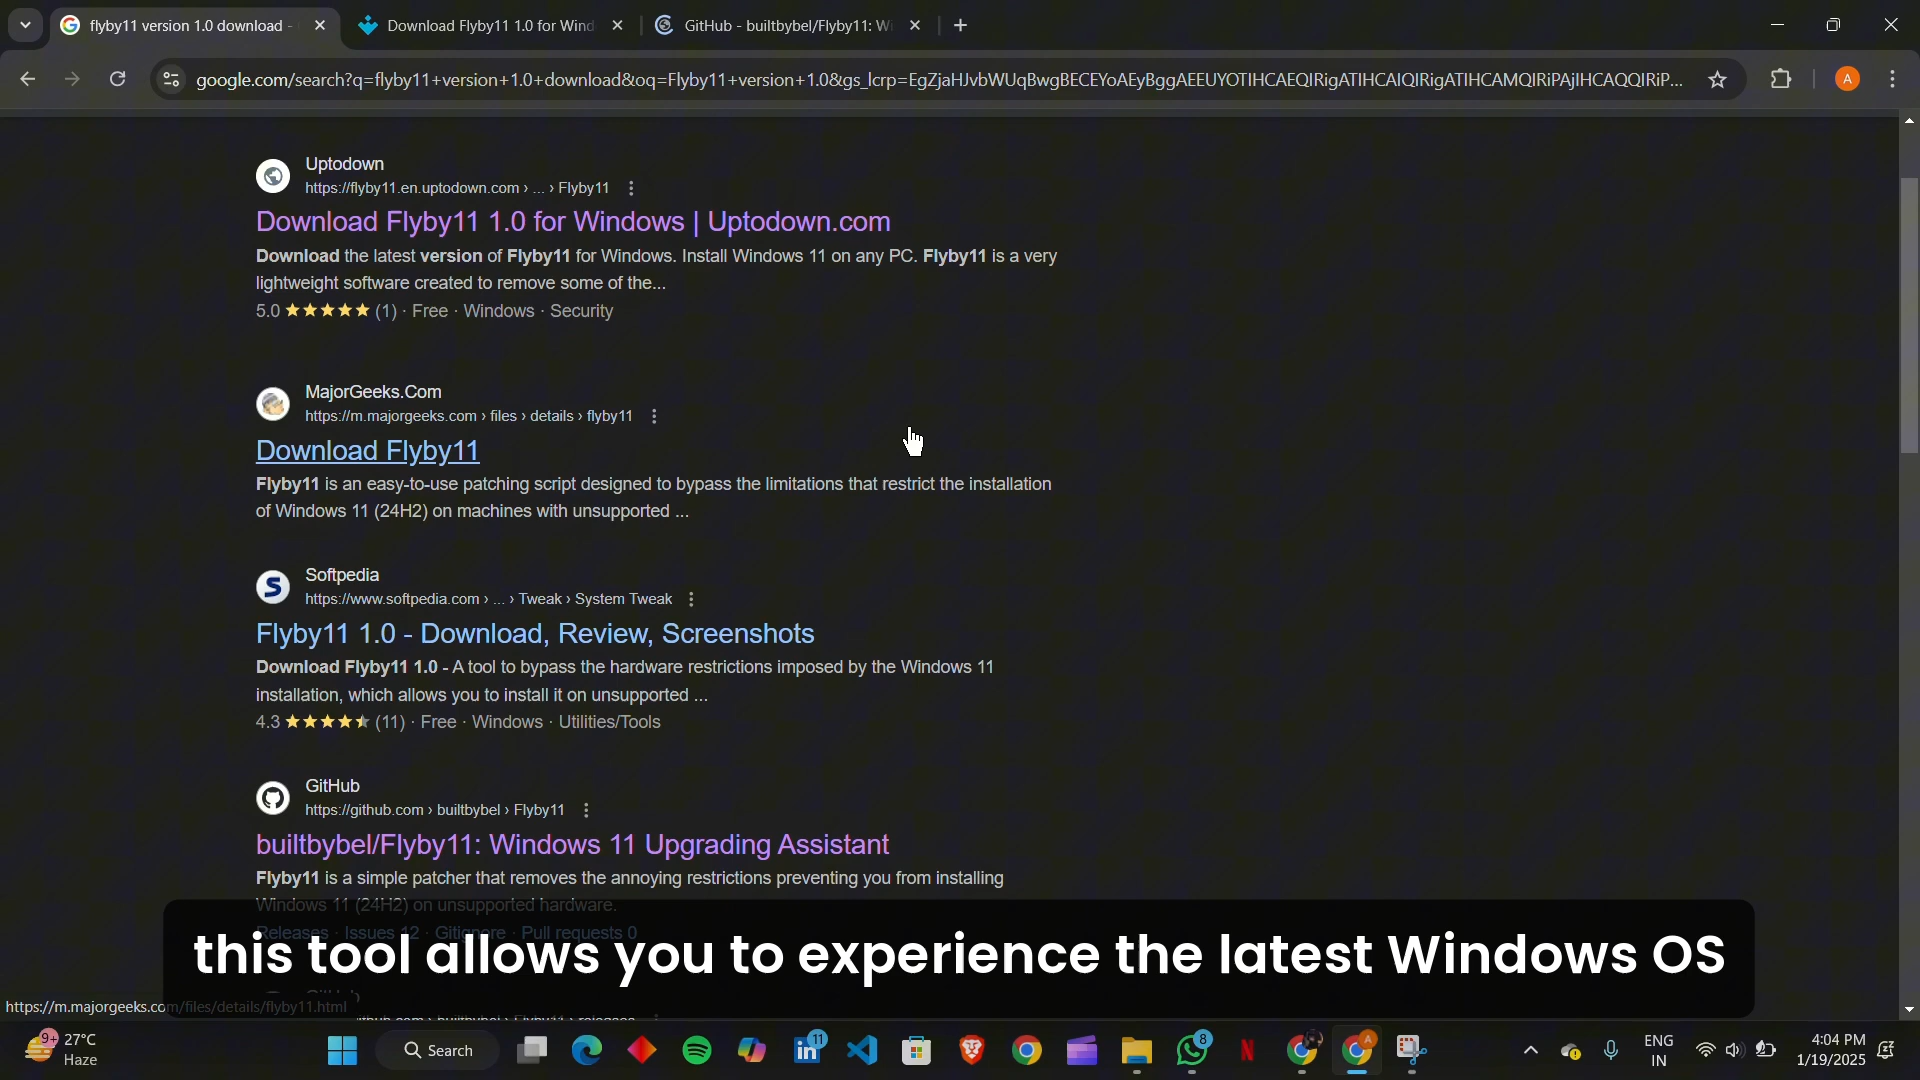 flyby11 version 1.0 download -
Download Flyby11 1.0 for Wind
GitHub - builtbybel/Flyby11: Wi
google.com/search?q=flyby11+version+1.0+download&oq=Flyby11+version+1.0&gs_lcrp=EgZjaHJvbWUqBwgBECEYoAEyBggAEEUYOTIHCAEQIRigATIHCAIQIRigATIHCAMQIRiPAjIHCAQQIRiP...
A
Uptodown
https://flyby11.en.uptodown.com › ... › Flyby11
Download Flyby11 1.0 for Windows | Uptodown.com
Download the latest version of Flyby11 for Windows. Install Windows 11 on any PC. Flyby11 is a very
lightweight software created to remove some of the...
5.0 ★★★★★ (1) · Free · Windows · Security
MajorGeeks.Com
https://m.majorgeeks.com › files › details › flyby11
Download Flyby11
Flyby11 is an easy-to-use patching script designed to bypass the limitations that restrict the installation
of Windows 11 (24H2) on machines with unsupported ...
Softpedia
https://www.softpedia.com › ... › Tweak › System Tweak
Flyby11 1.0 - Download, Review, Screenshots
Download Flyby11 1.0 - A tool to bypass the hardware restrictions imposed by the Windows 11
installation, which allows you to install it on unsupported ...
4.3 ★★★★★ (11) · Free · Windows · Utilities/Tools
GitHub
https://github.com › builtbybel › Flyby11
builtbybel/Flyby11: Windows 11 Upgrading Assistant
Flyby11 is a simple patcher that removes the annoying restrictions preventing you from installing
Windows 11 (24H2) on unsupported hardware.
Releases · Issues 12 · Gitignore · Pull requests 0
this tool allows you to experience the latest Windows OS
https://m.majorgeeks.com/files/details/flyby11.html
9+
27°C
Haze
Search
11
8
A
ENG
IN
4:04 PM
1/19/2025